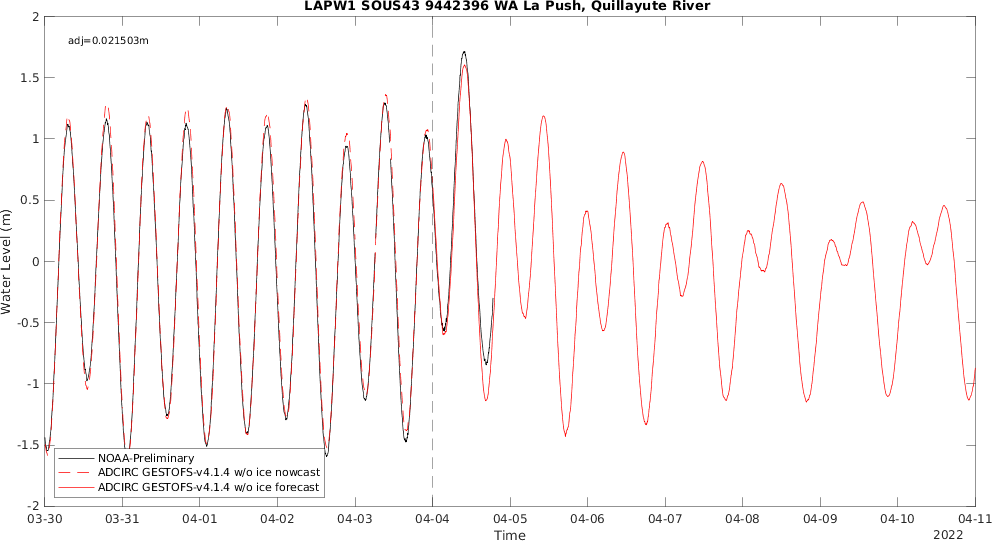 LAPW1 SOUS43 9442396 WA La Push, Quillayute River
adj=0.021503m
2
1.5
1
0.5
0
-0.5
-1
-1.5
-2
Water Level (m)
NOAA-Preliminary
ADCIRC GESTOFS-v4.1.4 w/o ice nowcast
ADCIRC GESTOFS-v4.1.4 w/o ice forecast
03-30 03-31 04-01 04-02 04-03 04-04 04-05 04-06 04-07 04-08 04-09 04-10 04-11
Time
2022